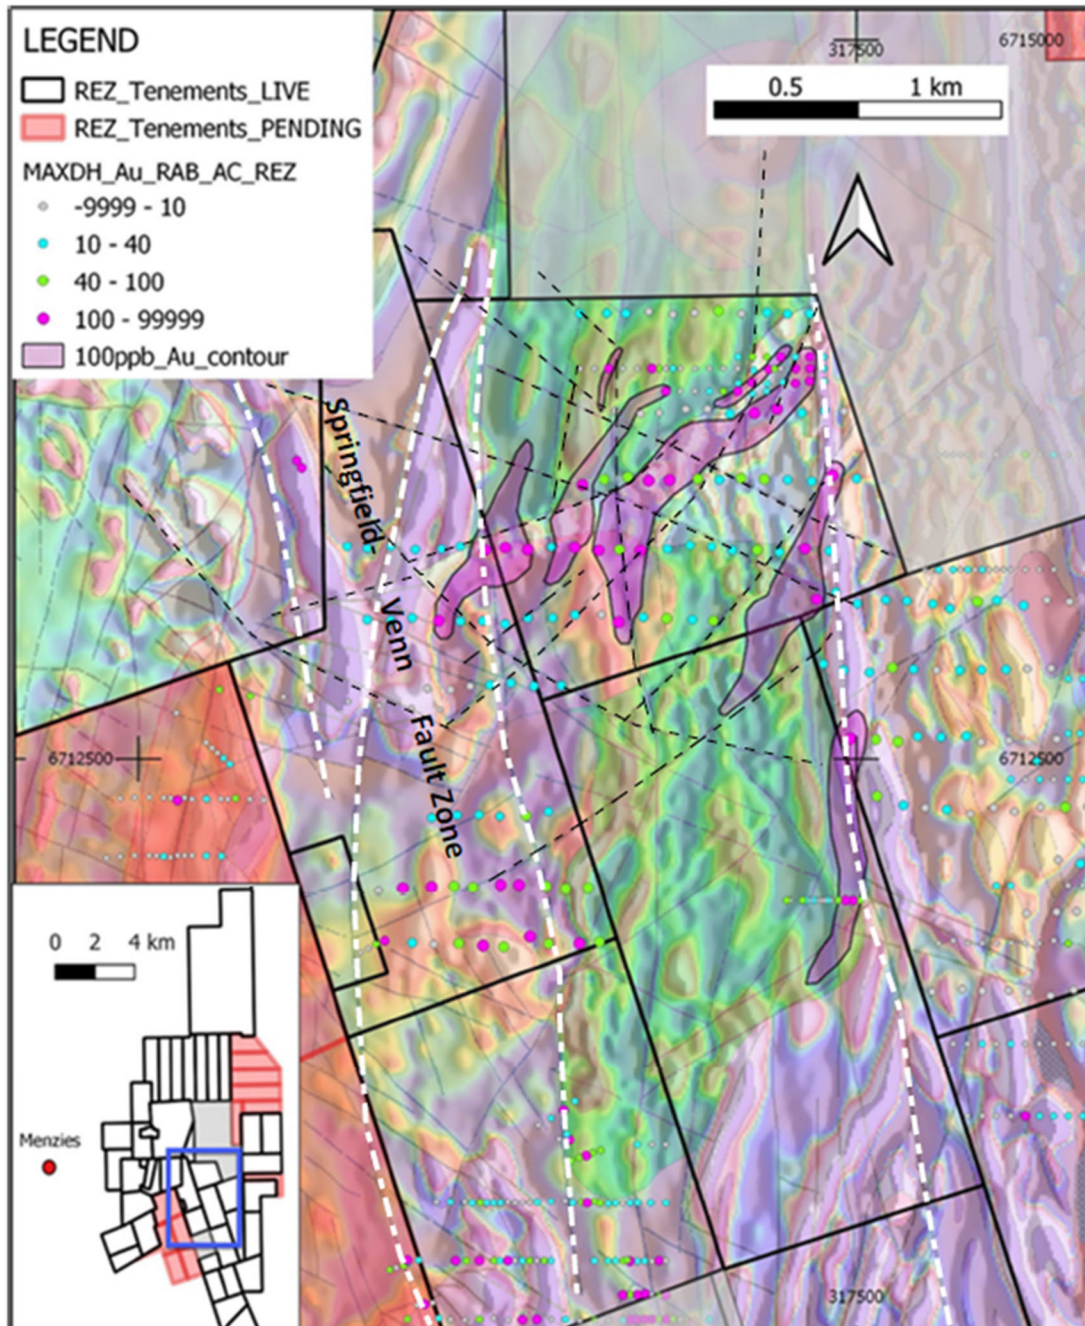 LEGEND
REZ_Tenements_LIVE
REZ_Tenements_PENDING
MAXDH_Au_RAB_AC_REZ
-9999 - 10
10 - 40
40 - 100
100 - 99999
100ppb_Au_contour
317500
6715000
0.5 1 km
Springfield-
Venn
Fault Zone
6712500
6712500
0 2 4 km
Menzies
317500